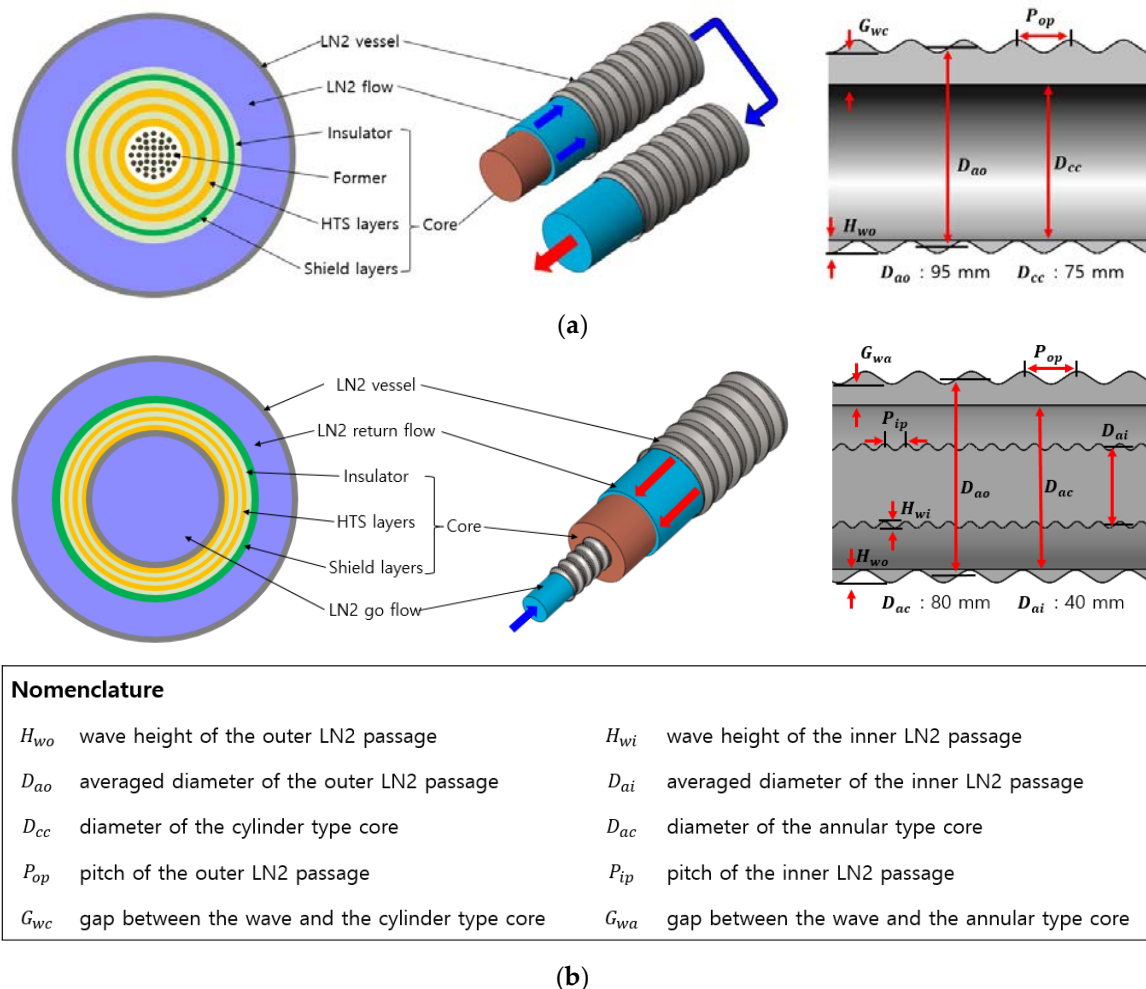 LN2 vessel
LN2 flow
Insulator
Former
HTS layers
Shield layers
Core
G_wc
P_op
D_ao
D_cc
H_wo
D_ao : 95 mm D_cc : 75 mm
(a)
LN2 vessel
LN2 return flow
Insulator
HTS layers
Shield layers
LN2 go flow
Core
G_wa
P_op
P_ip
D_ai
D_ao
D_ac
H_wi
H_wo
D_ac : 80 mm D_ai : 40 mm
Nomenclature
H_wo wave height of the outer LN2 passage
H_wi wave height of the inner LN2 passage
D_ao averaged diameter of the outer LN2 passage
D_ai averaged diameter of the inner LN2 passage
D_cc diameter of the cylinder type core
D_ac diameter of the annular type core
P_op pitch of the outer LN2 passage
P_ip pitch of the inner LN2 passage
G_wc gap between the wave and the cylinder type core
G_wa gap between the wave and the annular type core
(b)